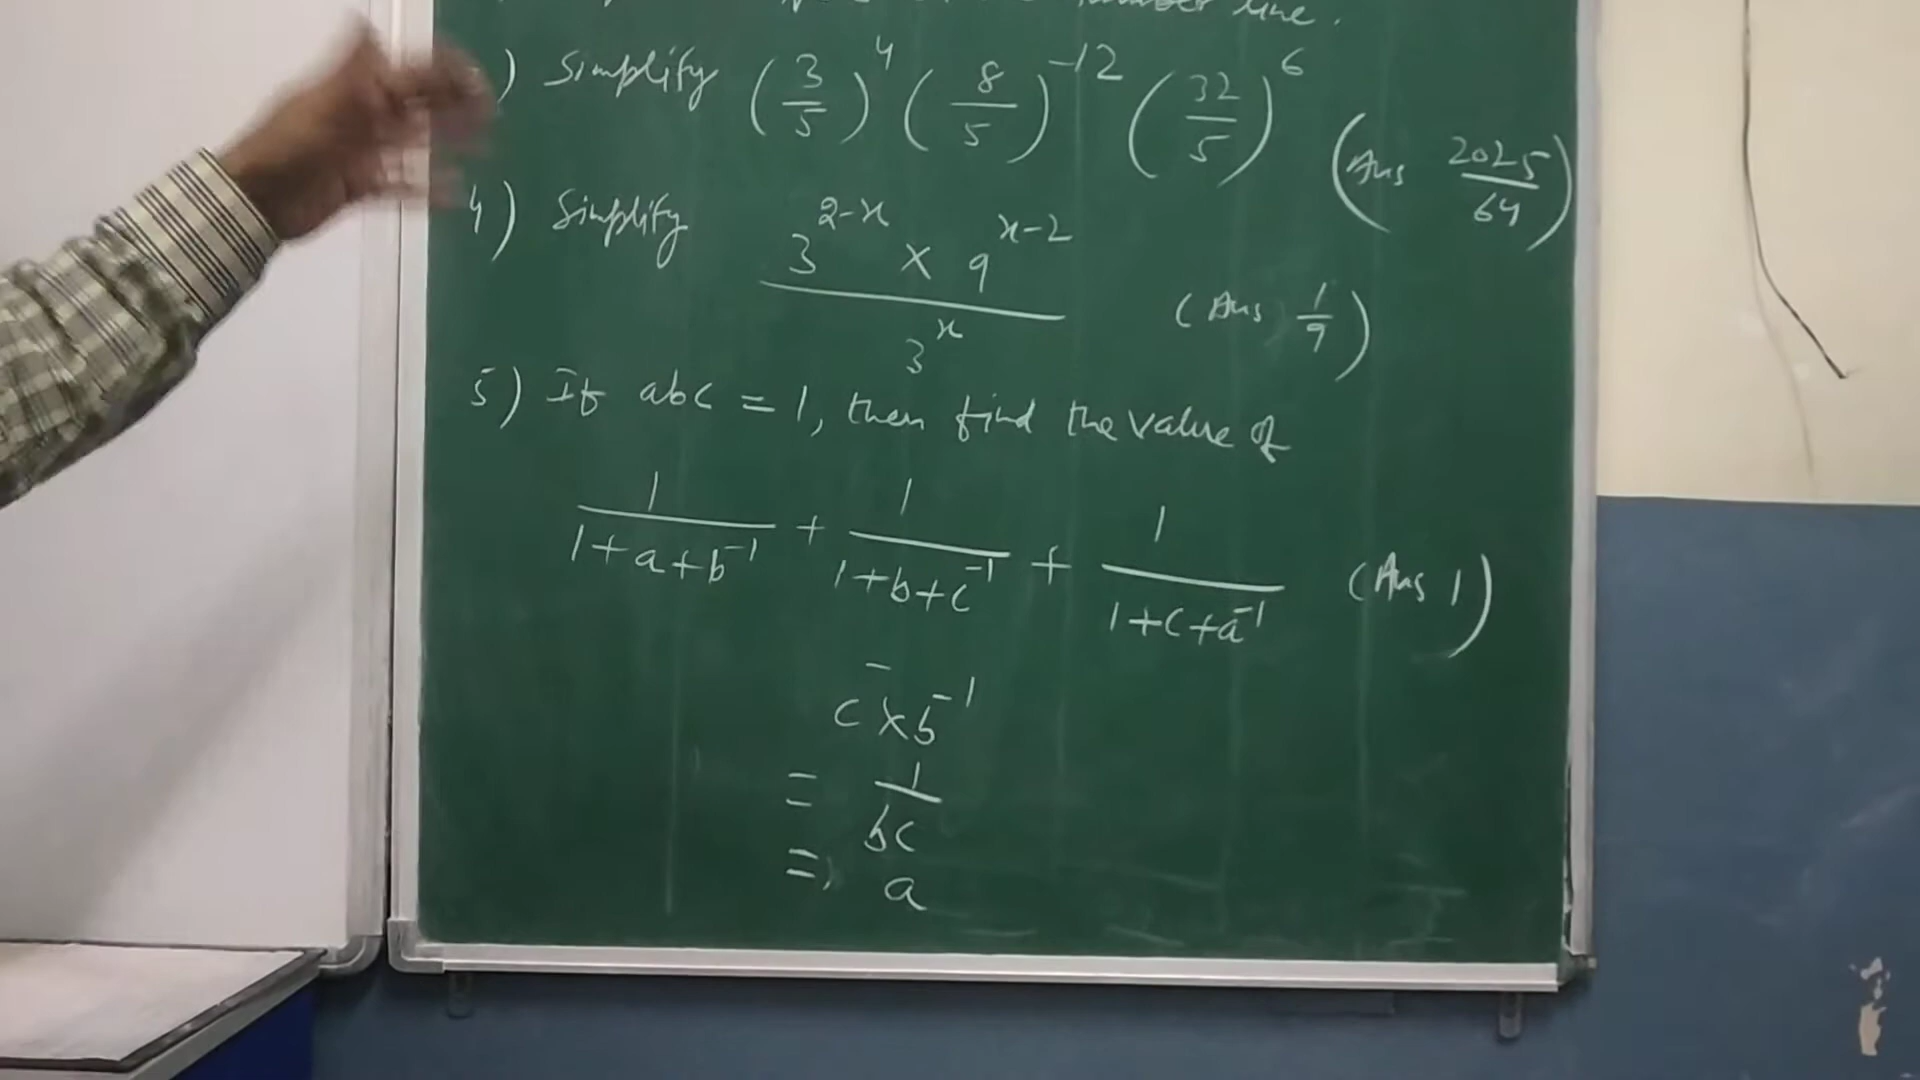 number line.
) Simplify (3/5)^4 (8/5)^-12 (32/5)^6 (Ans 2025/64)
4) Simplify (3^(2-x) × 9^(x-2)) / 3^x (Ans 1/9)
5) If abc = 1, then find the value of
1/(1+a+b^-1) + 1/(1+b+c^-1) + 1/(1+c+a^-1) (Ans 1)
c^- × b^-1
= 1/bc
= a